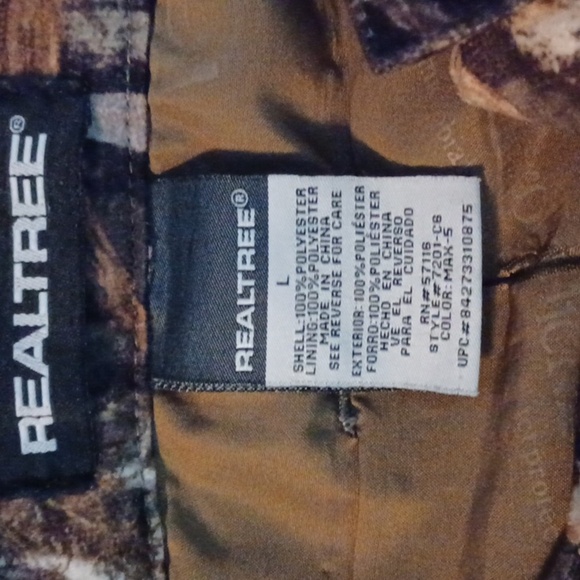 REALTREE®
REALTREE®
L
SHELL:100%POLYESTER
LINING:100%POLYESTER
MADE IN CHINA
SEE REVERSE FOR CARE
EXTERIOR:100%POLIÉSTER
FORRO:100%POLIÉSTER
HECHO EN CHINA
VE EL REVERSO
PARA EL CUIDADO
RN#57116
STYLE#7201-C6
COLOR:MAX-5
UPC#:84273310875